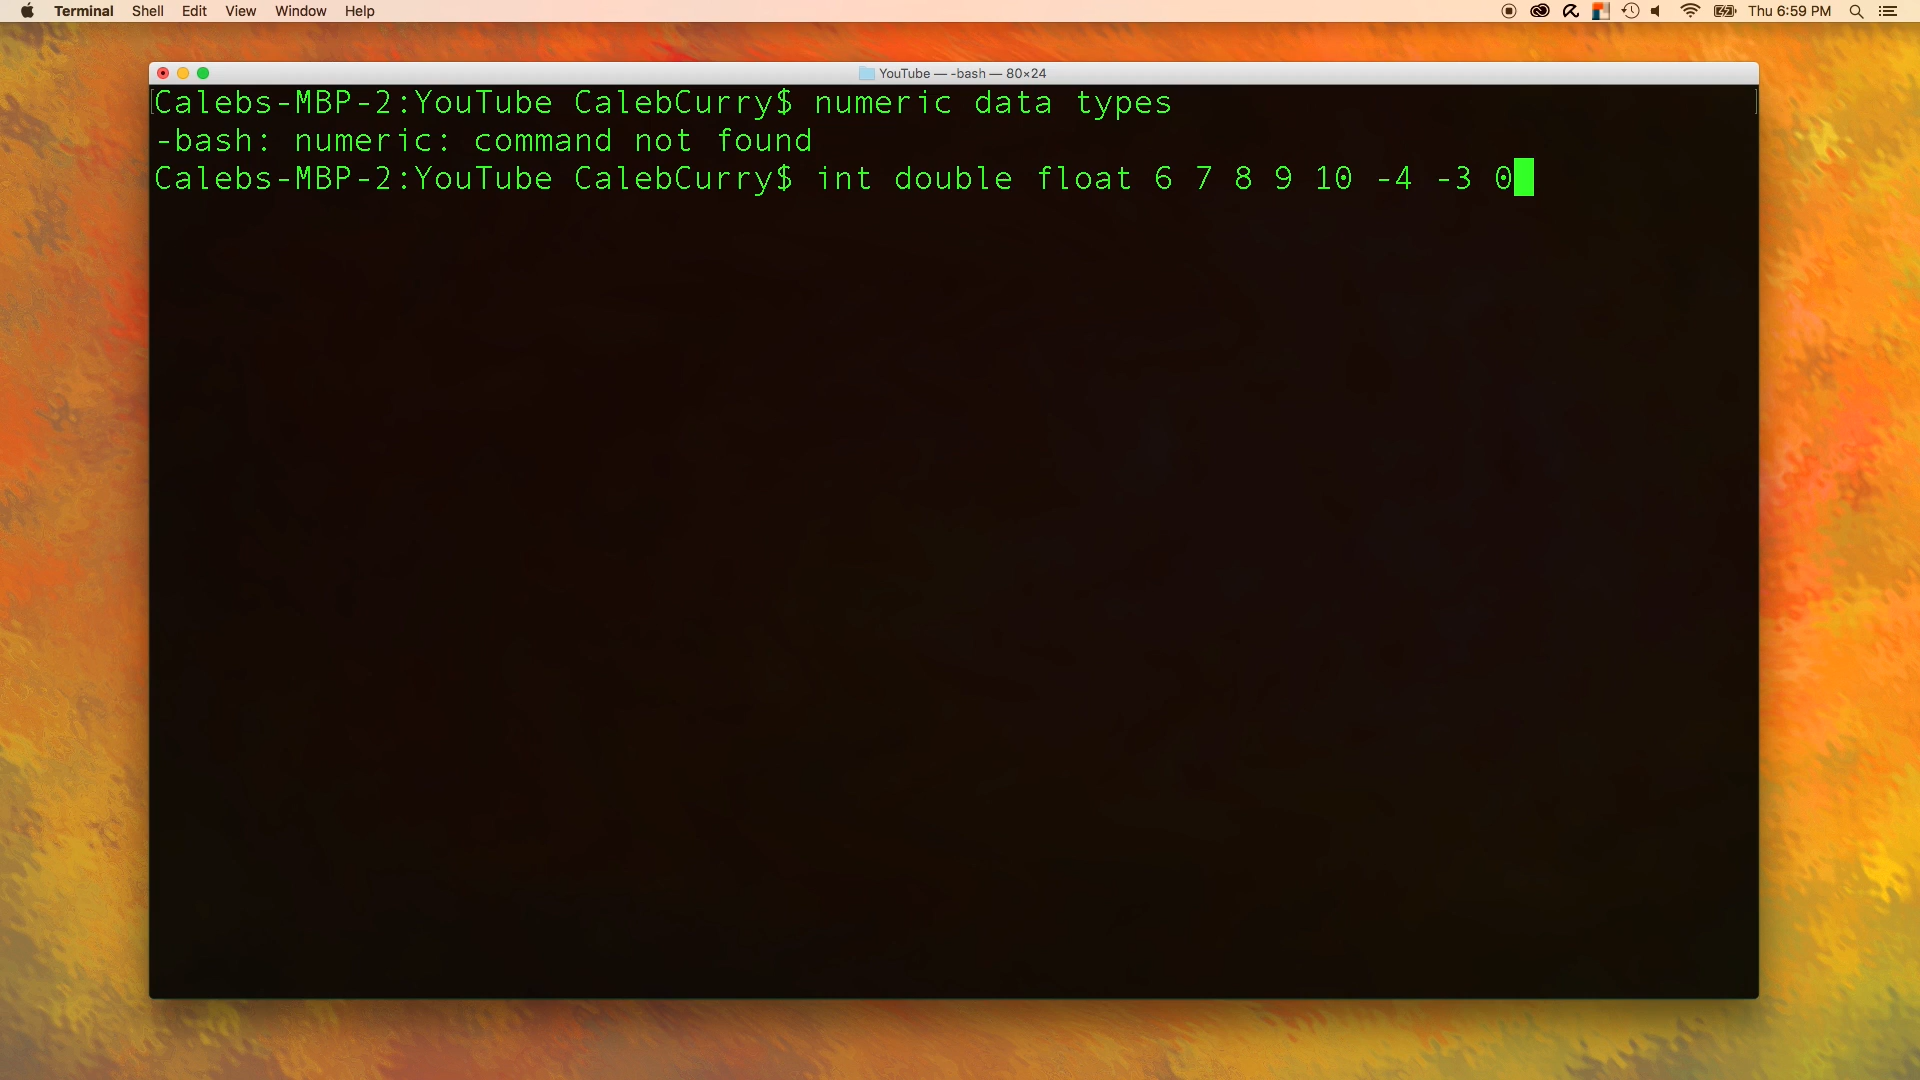 Terminal Shell Edit View Window Help Thu 6:59 PM
YouTube — -bash — 80×24
Calebs-MBP-2:YouTube CalebCurry$ numeric data types
-bash: numeric: command not found
Calebs-MBP-2:YouTube CalebCurry$ int double float 6 7 8 9 10 -4 -3 0